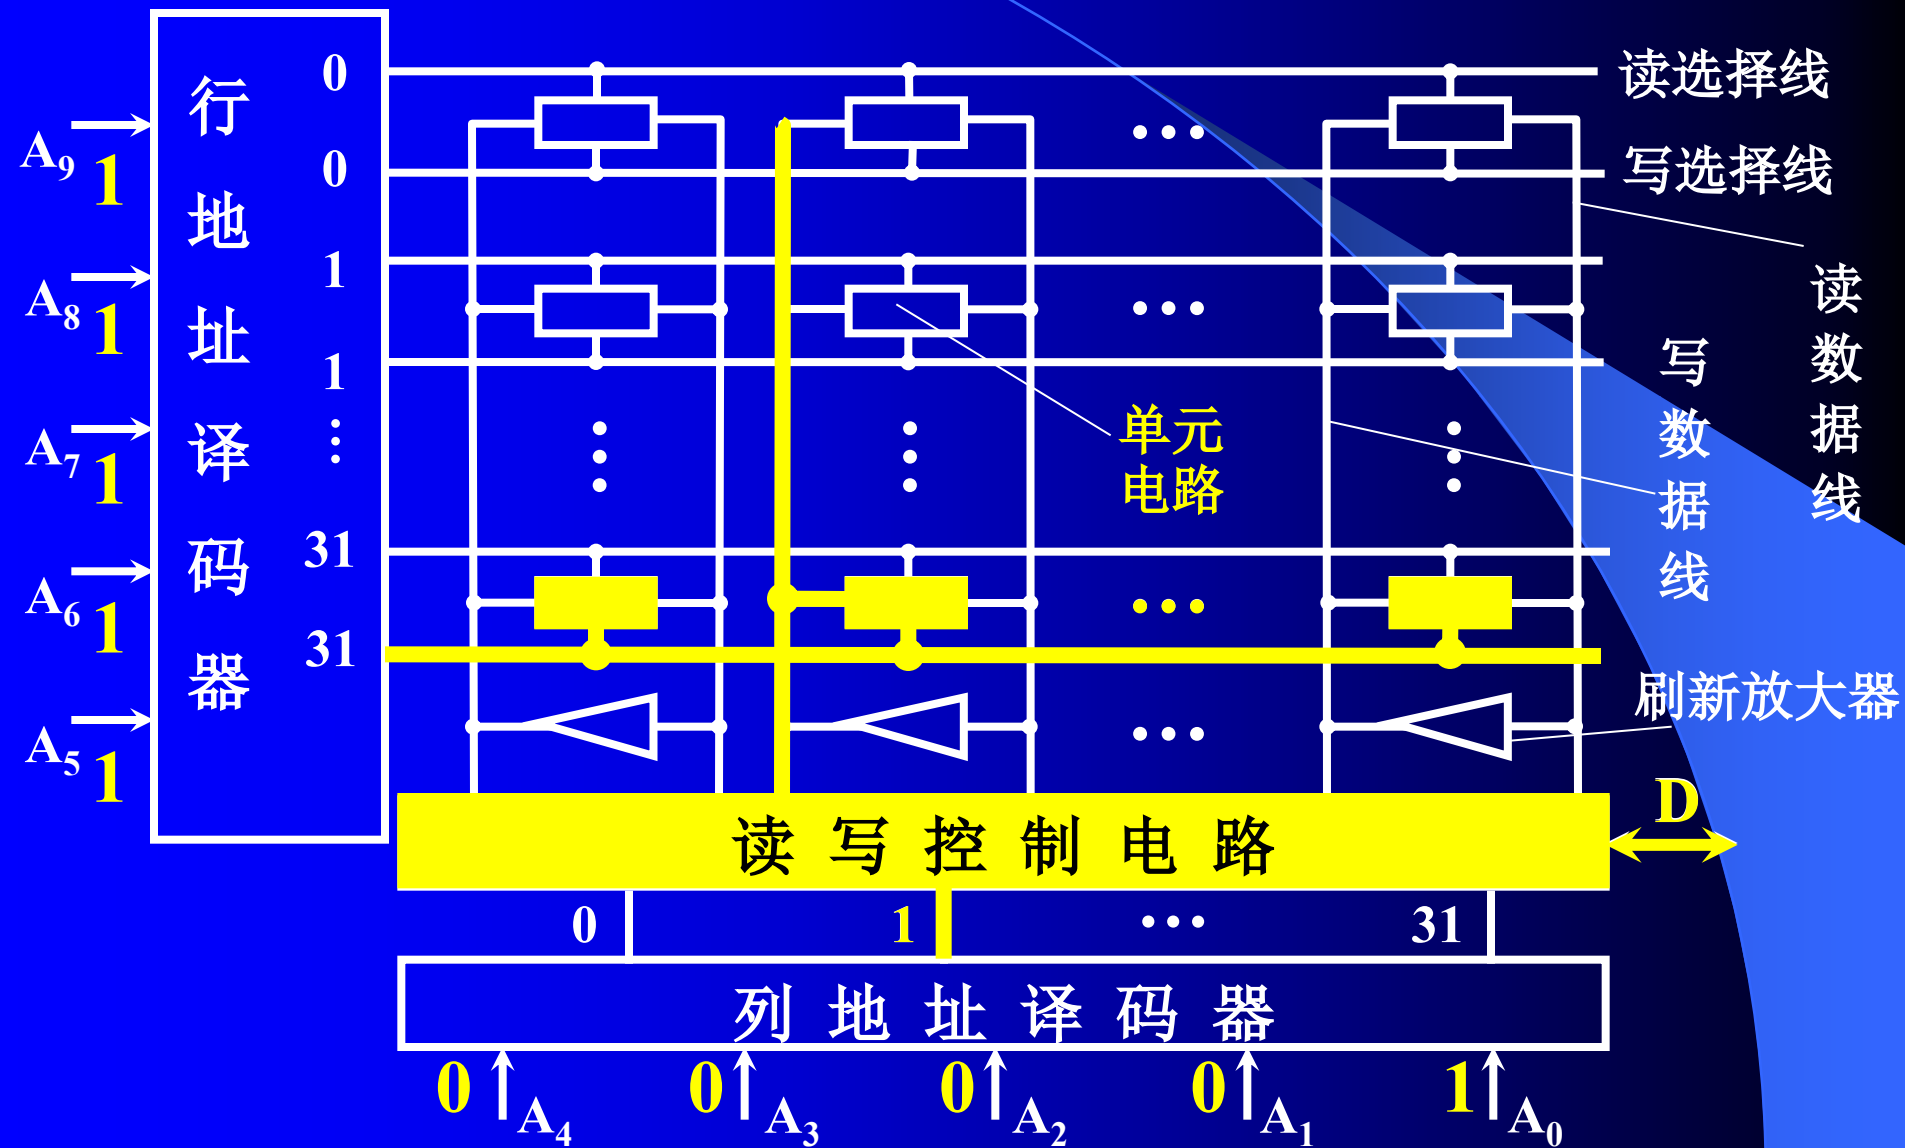 行地址译码器
A9
1
A8
1
A7
1
A6
1
A5
1
0
0
1
1
⋮
31
31
读选择线
写选择线
读数据线
写数据线
单元
电路
刷新放大器
D
读写控制电路
0 1 … 31
列地址译码器
0 0 0 0 1
A4 A3 A2 A1 A0